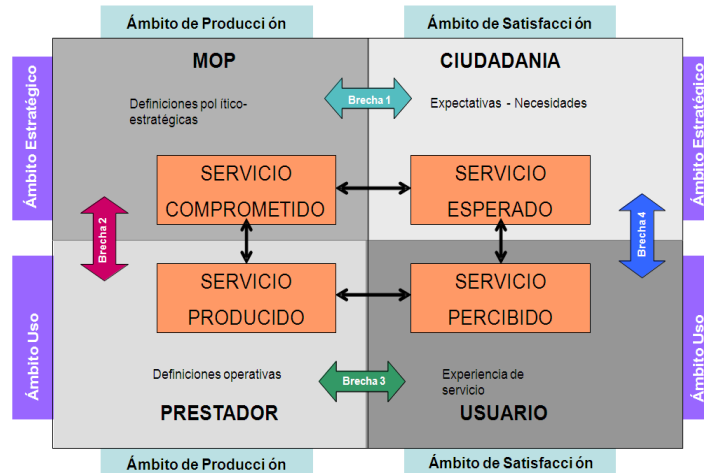 Ámbito de Producci ón
Ámbito de Satisfacci ón
MOP
CIUDADANIA
Ámbito Estratégico
Ámbito Estratégico
Definiciones pol ítico-
estratégicas
Brecha 1
Expectativas - Necesidades
SERVICIO
COMPROMETIDO
SERVICIO
ESPERADO
Brecha 2
Brecha 4
SERVICIO
PRODUCIDO
SERVICIO
PERCIBIDO
Ámbito Uso
Ámbito Uso
Definiciones operativas
Brecha 3
Experiencia de
servicio
PRESTADOR
USUARIO
Ámbito de Producci ón
Ámbito de Satisfacci ón